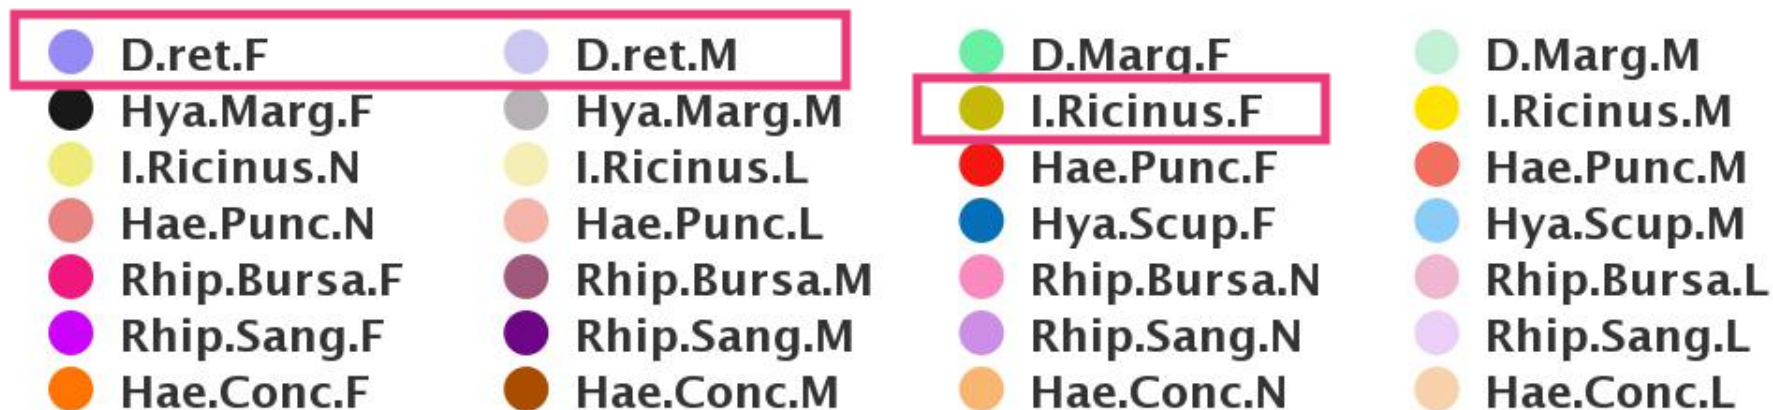 D.ret.F D.ret.M D.Marg.F D.Marg.M
Hya.Marg.F Hya.Marg.M I.Ricinus.F I.Ricinus.M
I.Ricinus.N I.Ricinus.L Hae.Punc.F Hae.Punc.M
Hae.Punc.N Hae.Punc.L Hya.Scup.F Hya.Scup.M
Rhip.Bursa.F Rhip.Bursa.M Rhip.Bursa.N Rhip.Bursa.L
Rhip.Sang.F Rhip.Sang.M Rhip.Sang.N Rhip.Sang.L
Hae.Conc.F Hae.Conc.M Hae.Conc.N Hae.Conc.L